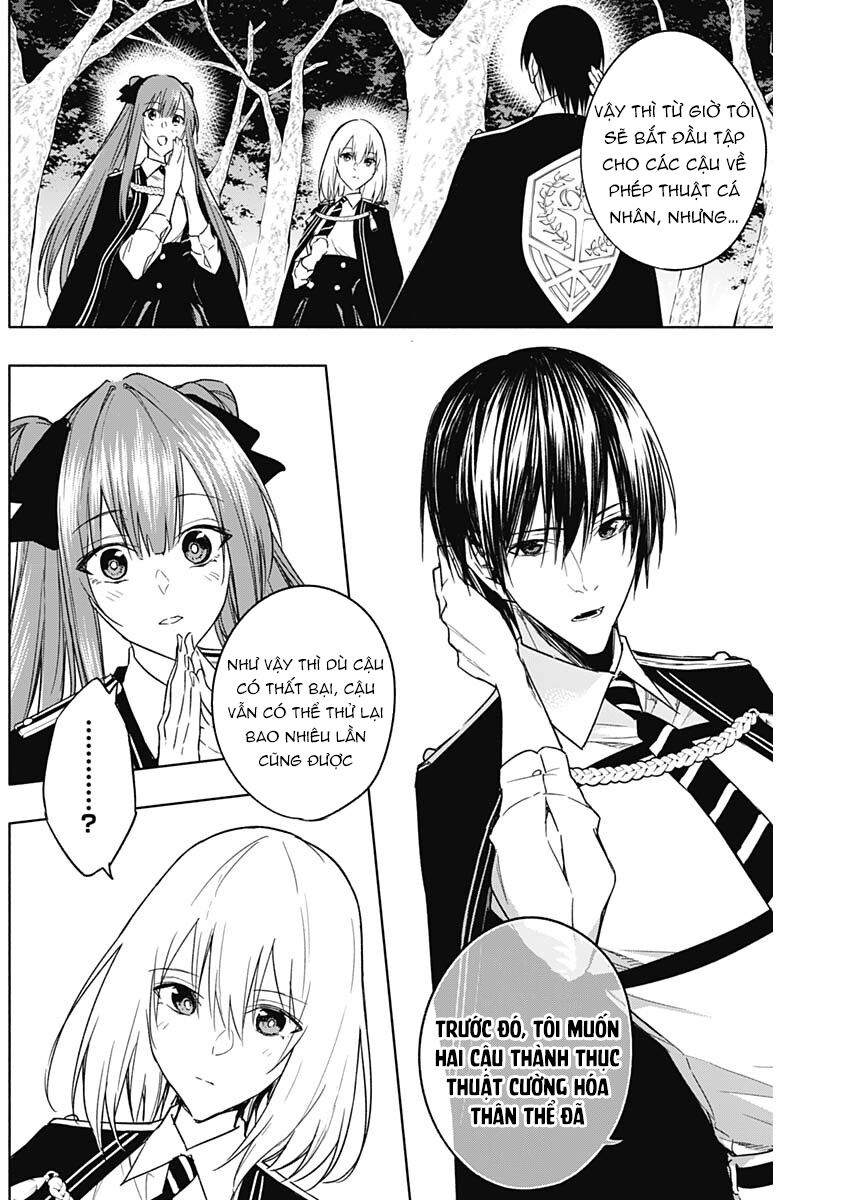 VẬY THÌ TỪ GIỜ TÔI
SẼ BẮT ĐẦU TẬP
CHO CÁC CẬU VỀ
PHÉP THUẬT CÁ
NHÂN, NHƯNG...
TRƯỚC ĐÓ, TÔI MUỐN
HAI CẬU THÀNH THỤC
THUẬT CƯỜNG HÓA
THÂN THỂ ĐÃ
NHƯ VẬY THÌ DÙ CẬU
CÓ THẤT BẠI, CẬU
VẪN CÓ THỂ THỬ LẠI
BAO NHIÊU LẦN
CŨNG ĐƯỢC
.........?